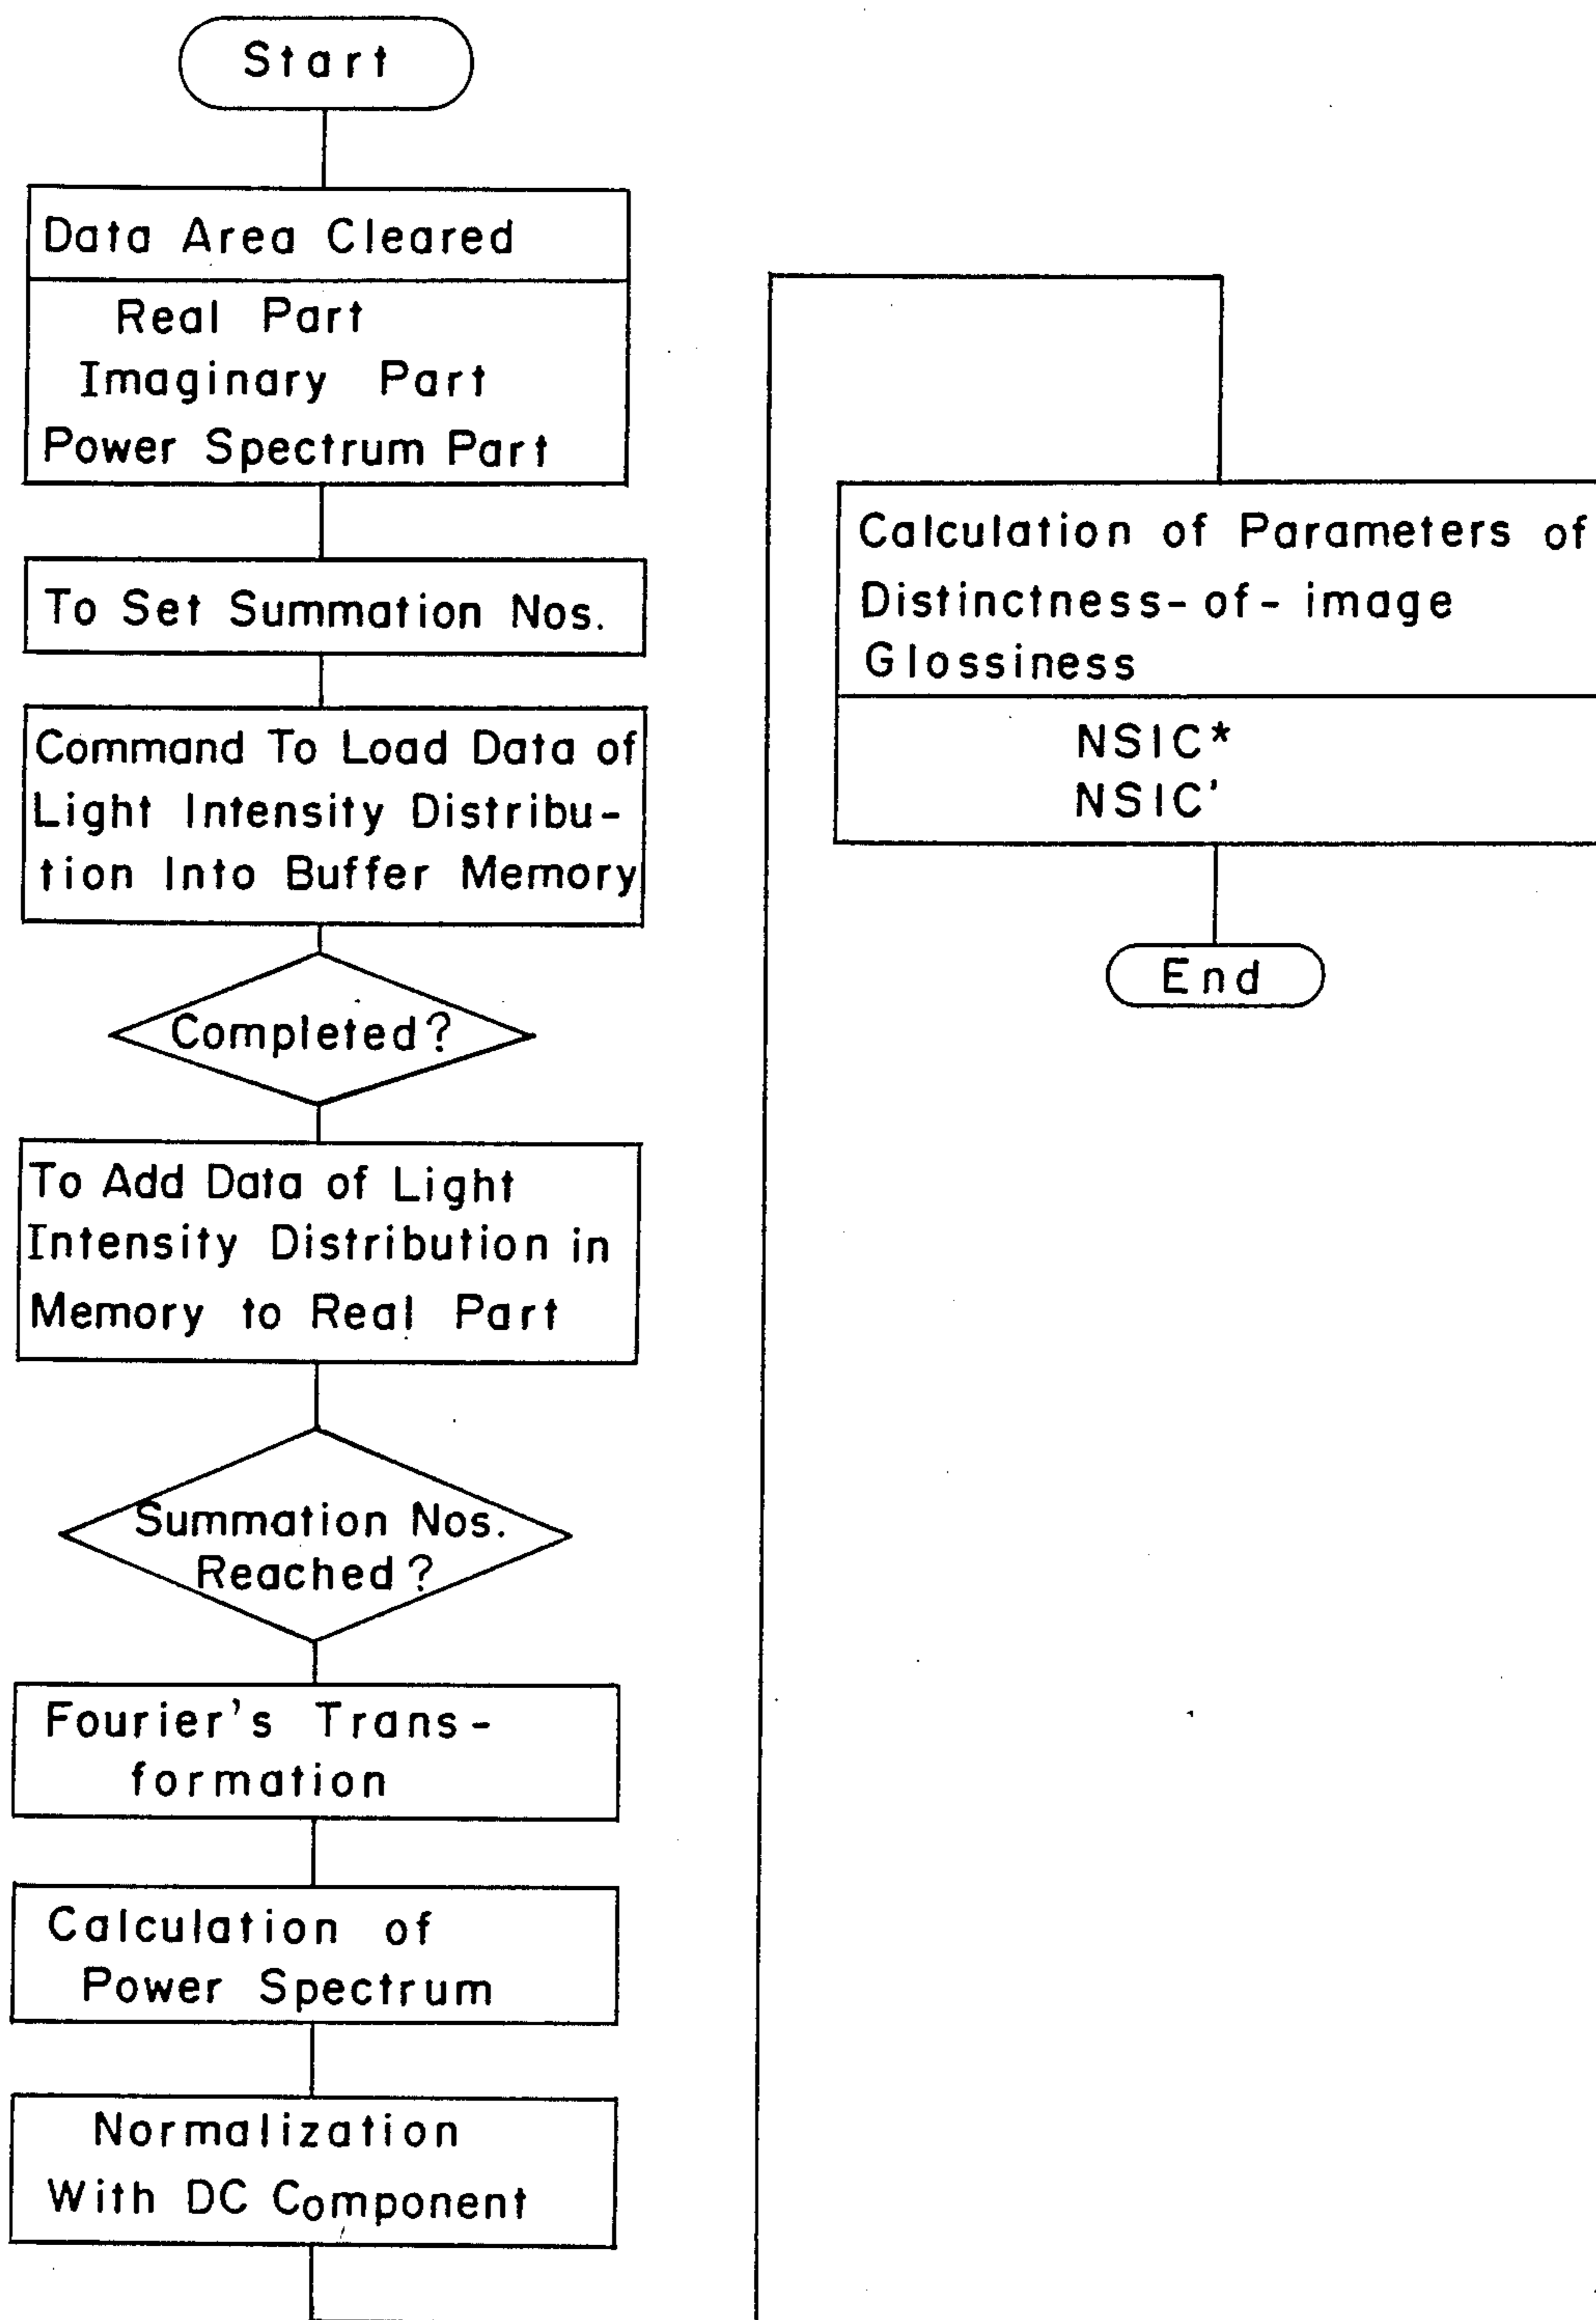 Start
Data Area Cleared
Real Part
Imaginary Part
Power Spectrum Part
To Set Summation Nos.
Command To Load Data of
Light Intensity Distribu-
tion Into Buffer Memory
Completed?
To Add Data of Light
Intensity Distribution in
Memory to Real Part
Summation Nos.
Reached?
Fourier's Trans-
formation
Calculation of
Power Spectrum
Normalization
With DC Component
Calculation of Parameters of
Distinctness-of-image
Glossiness
NSIC*
NSIC'
End